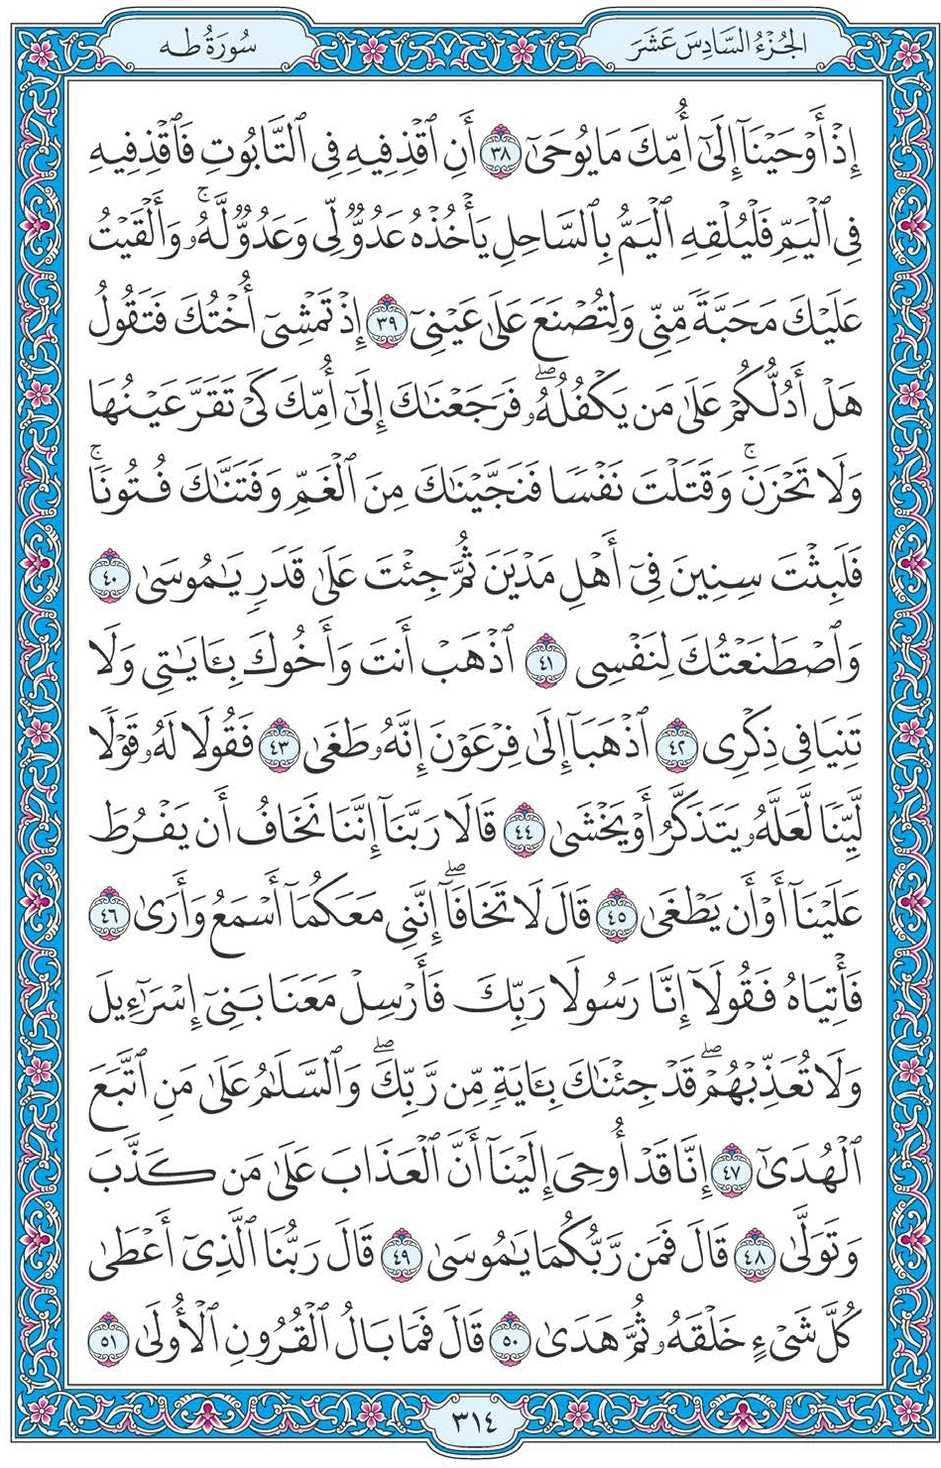 الجُزْءُ السَّادِسَ عَشَرَ
سُورَةُ طه
إِذْ أَوْحَيْنَآ إِلَىٰٓ أُمِّكَ مَا يُوحَىٰٓ ٣٨ أَنِ ٱقْذِفِيهِ فِى ٱلتَّابُوتِ فَٱقْذِفِيهِ
فِى ٱلْيَمِّ فَلْيُلْقِهِ ٱلْيَمُّ بِٱلسَّاحِلِ يَأْخُذْهُ عَدُوٌّ لِّى وَعَدُوٌّ لَّهُۥ ۚ وَأَلْقَيْتُ
عَلَيْكَ مَحَبَّةً مِّنِّى وَلِتُصْنَعَ عَلَىٰ عَيْنِىٓ ٣٩ إِذْ تَمْشِىٓ أُخْتُكَ فَتَقُولُ
هَلْ أَدُلُّكُمْ عَلَىٰ مَن يَكْفُلُهُۥ ۖ فَرَجَعْنَـٰكَ إِلَىٰٓ أُمِّكَ كَىْ تَقَرَّ عَيْنُهَا
وَلَا تَحْزَنَ ۚ وَقَتَلْتَ نَفْسًا فَنَجَّيْنَـٰكَ مِنَ ٱلْغَمِّ وَفَتَنَّـٰكَ فُتُونًا ۚ
فَلَبِثْتَ سِنِينَ فِىٓ أَهْلِ مَدْيَنَ ثُمَّ جِئْتَ عَلَىٰ قَدَرٍ يَـٰمُوسَىٰ ٤٠
وَٱصْطَنَعْتُكَ لِنَفْسِى ٤١ ٱذْهَبْ أَنتَ وَأَخُوكَ بِـَٔايَـٰتِى وَلَا
تَنِيَا فِى ذِكْرِى ٤٢ ٱذْهَبَآ إِلَىٰ فِرْعَوْنَ إِنَّهُۥ طَغَىٰ ٤٣ فَقُولَا لَهُۥ قَوْلًا
لَّيِّنًا لَّعَلَّهُۥ يَتَذَكَّرُ أَوْ يَخْشَىٰ ٤٤ قَالَا رَبَّنَآ إِنَّنَا نَخَافُ أَن يَفْرُطَ
عَلَيْنَآ أَوْ أَن يَطْغَىٰ ٤٥ قَالَ لَا تَخَافَآ ۖ إِنَّنِى مَعَكُمَآ أَسْمَعُ وَأَرَىٰ ٤٦
فَأْتِيَاهُ فَقُولَآ إِنَّا رَسُولَا رَبِّكَ فَأَرْسِلْ مَعَنَا بَنِىٓ إِسْرَٰٓءِيلَ
وَلَا تُعَذِّبْهُمْ ۖ قَدْ جِئْنَـٰكَ بِـَٔايَةٍ مِّن رَّبِّكَ ۖ وَٱلسَّلَـٰمُ عَلَىٰ مَنِ ٱتَّبَعَ
ٱلْهُدَىٰٓ ٤٧ إِنَّا قَدْ أُوحِىَ إِلَيْنَآ أَنَّ ٱلْعَذَابَ عَلَىٰ مَن كَذَّبَ
وَتَوَلَّىٰ ٤٨ قَالَ فَمَن رَّبُّكُمَا يَـٰمُوسَىٰ ٤٩ قَالَ رَبُّنَا ٱلَّذِىٓ أَعْطَىٰ
كُلَّ شَىْءٍ خَلْقَهُۥ ثُمَّ هَدَىٰ ٥٠ قَالَ فَمَا بَالُ ٱلْقُرُونِ ٱلْأُولَىٰ ٥١
٣١٤